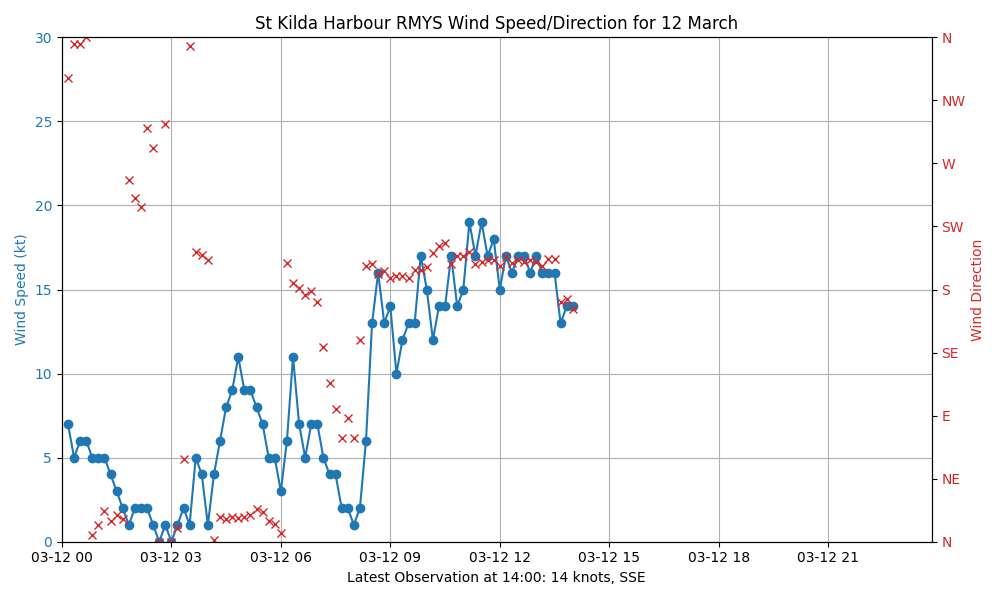 St Kilda Harbour RMYS Wind Speed/Direction for 12 March
30
25
20
15
10
5
0
Wind Speed (kt)
N
NW
W
SW
S
SE
E
NE
N
Wind Direction
03-12 00 03-12 03 03-12 06 03-12 09 03-12 12 03-12 15 03-12 18 03-12 21
Latest Observation at 14:00: 14 knots, SSE